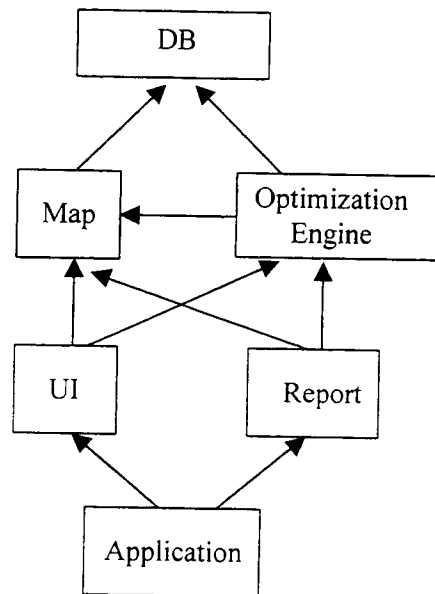 DB
Map
Optimization
Engine
UI
Report
Application